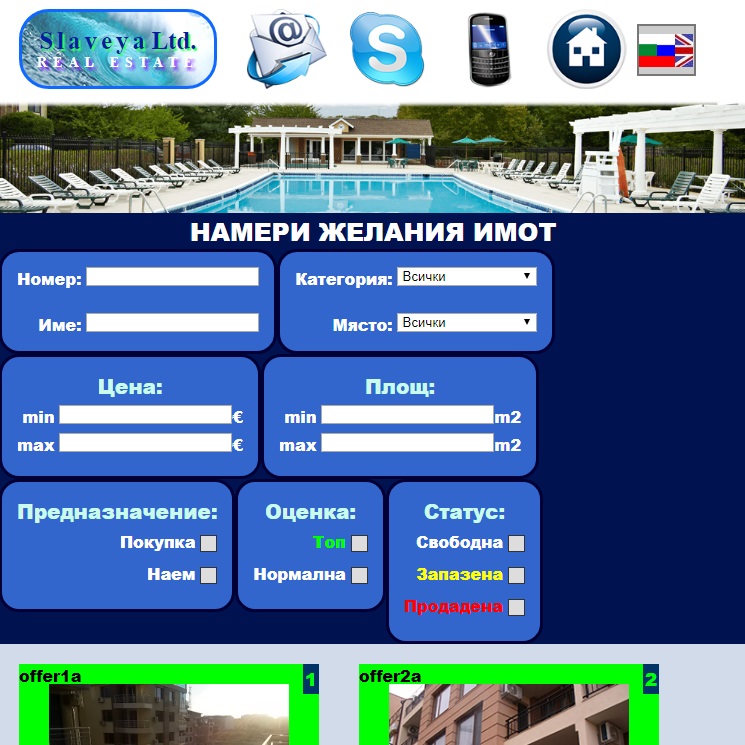 Slaveya Ltd.
REAL ESTATE
@
S
НАМЕРИ ЖЕЛАНИЯ ИМОТ
Номер:
Категория: Всички
Име:
Място: Всички
Цена:
min €
max €
Площ:
min m2
max m2
Предназначение:
Покупка
Наем
Оценка:
Топ
Нормална
Статус:
Свободна
Запазена
Продадена
offer1a 1
offer2a 2